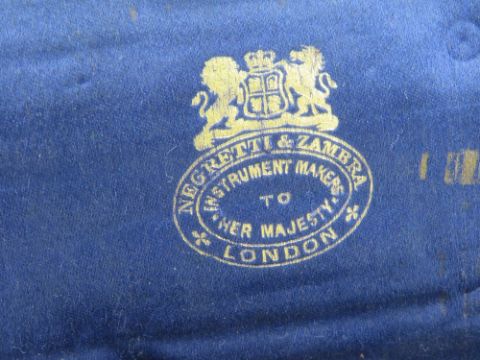 NEGRETTI & ZAMBRA
INSTRUMENT MAKERS
TO
HER MAJESTY
LONDON